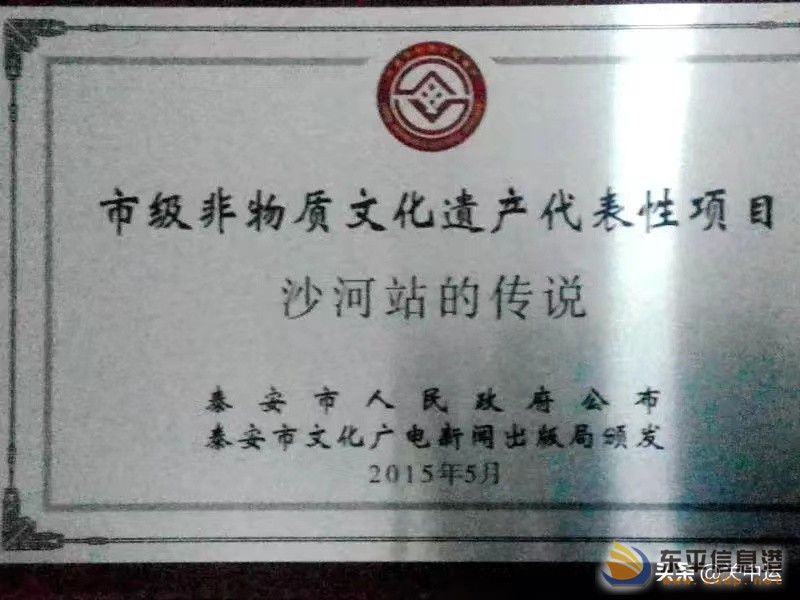 市级非物质文化遗产代表性项目
沙河站的传说
泰安市人民政府公布
泰安市文化广电新闻出版局颁发
2015年5月
东平信息港
头条@天中运